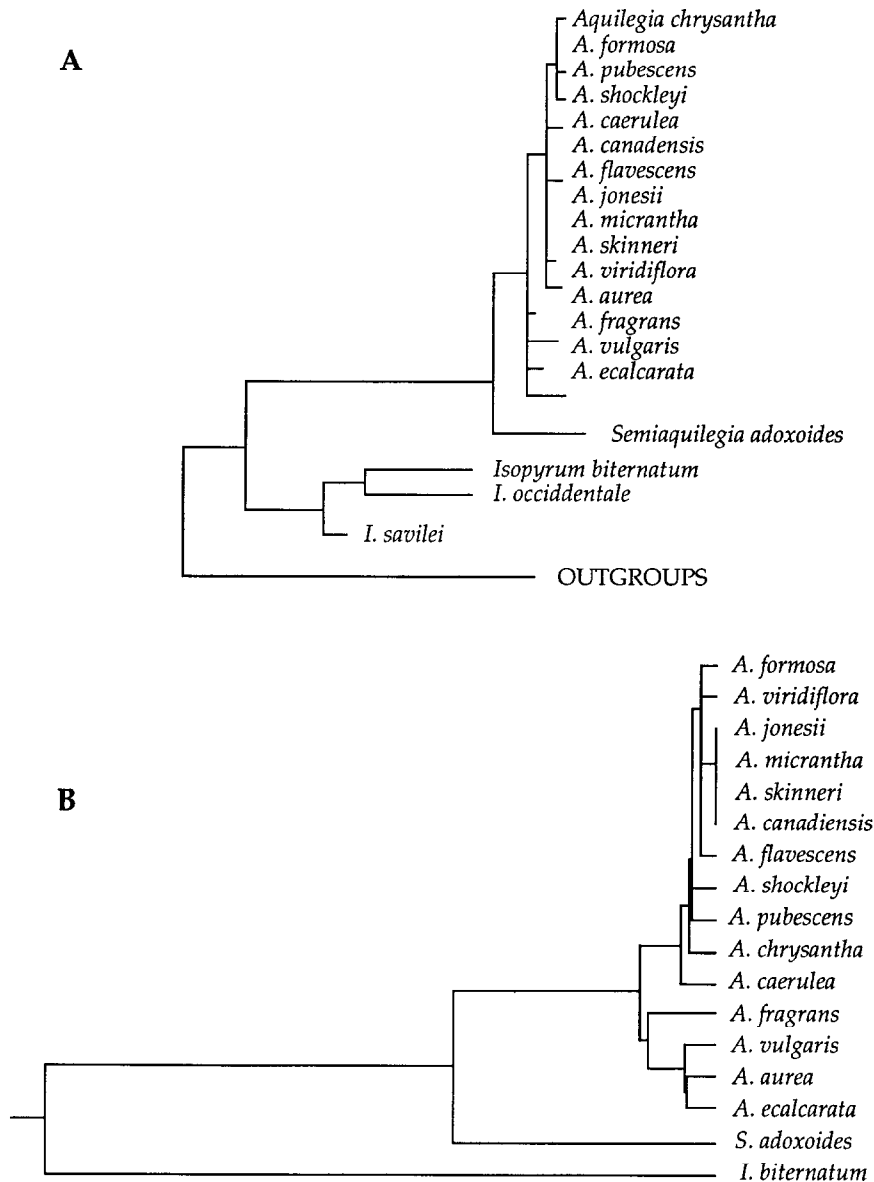 A
Aquilegia chrysantha
A. formosa
A. pubescens
A. shockleyi
A. caerulea
A. canadensis
A. flavescens
A. jonesii
A. micrantha
A. skinneri
A. viridiflora
A. aurea
A. fragrans
A. vulgaris
A. ecalcarata
Semiaquilegia adoxoides
Isopyrum biternatum
I. occiddentale
I. savilei
OUTGROUPS
B
A. formosa
A. viridiflora
A. jonesii
A. micrantha
A. skinneri
A. canadiensis
A. flavescens
A. shockleyi
A. pubescens
A. chrysantha
A. caerulea
A. fragrans
A. vulgaris
A. aurea
A. ecalcarata
S. adoxoides
I. biternatum